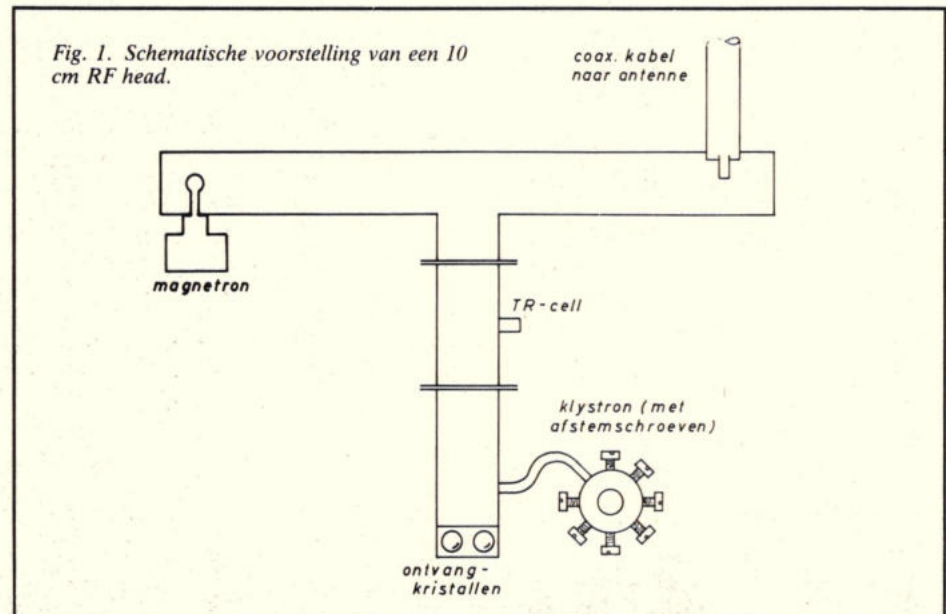 Fig. 1. Schematische voorstelling van een 10
cm RF head.
coax. kabel
naar antenne
magnetron
TR-cell
klystron (met
afstemschroeven)
ontvang-
kristallen